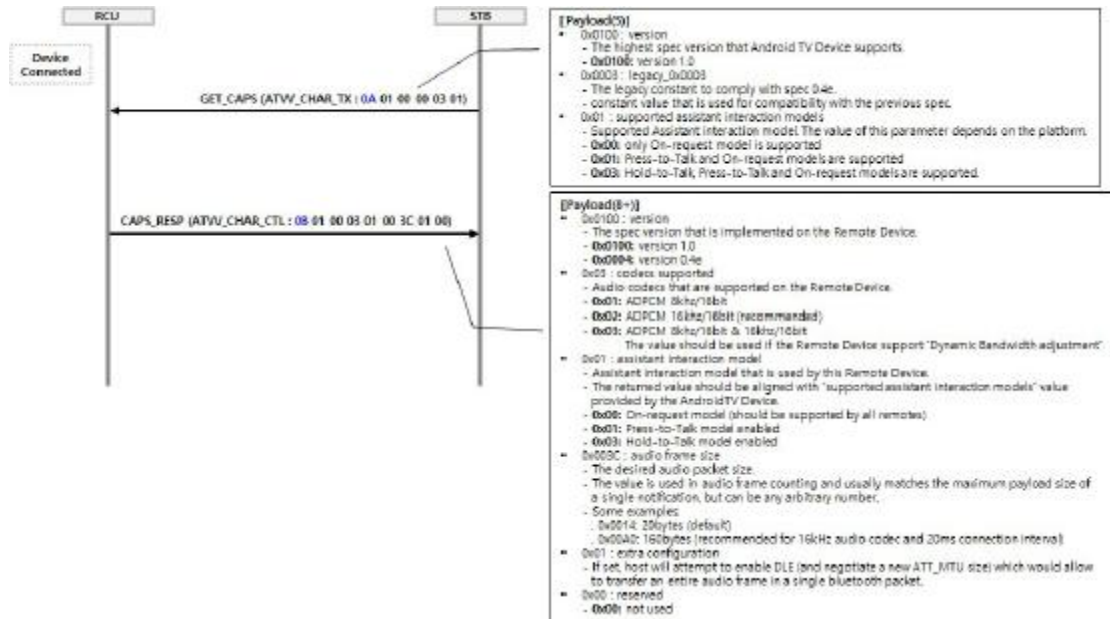 RCU
STB
Device
Connected
GET_CAPS (ATVV_CHAR_TX : 0A 01 00 00 03 01)
CAPS_RESP (ATVV_CHAR_CTL : 0B 01 00 03 01 00 3C 01 00)
[Payload(5)]
• 0x0100 : version
- The highest spec version that Android TV Device supports.
- 0x0100: version 1.0
• 0x0003 : legacy_0x0003
- The legacy constant to comply with spec 0.4e.
- constant value that is used for compatibility with the previous spec.
• 0x01 : supported assistant interaction models
- Supported Assistant interaction model. The value of this parameter depends on the platform.
- 0x00: only On-request model is supported
- 0x01: Press-to-Talk and On-request models are supported
- 0x03: Hold-to-Talk, Press-to-Talk and On-request models are supported.
[Payload(8+)]
• 0x0100 : version
- The spec version that is implemented on the Remote Device.
- 0x0100: version 1.0
- 0x0004: version 0.4e
• 0x03 : codecs supported
- Audio codecs that are supported on the Remote Device.
- 0x01: ADPCM 8khz/16bit
- 0x02: ADPCM 16khz/16bit (recommanded)
- 0x03: ADPCM 8khz/16bit & 16khz/16bit
The value should be used if the Remote Device support "Dynamic Bandwidth adjustment"
• 0x01 : assistant interaction model
- Assistant interaction model that is used by this Remote Device.
- The returned value should be aligned with "supported assistant interaction models" value
provided by the AndroidTV Device.
- 0x00: On-request model (should be supported by all remotes)
- 0x01: Press-to-Talk model enabled
- 0x03: Hold-to-Talk model enabled
• 0x003C : audio frame size
- The desired audio packet size.
- The value is used in audio frame counting and usually matches the maximum payload size of
a single notification, but can be any arbitrary number.
- Some examples:
. 0x0014: 20bytes (default)
. 0x00A0: 160bytes (recommended for 16kHz audio codec and 20ms connection interval)
• 0x01 : extra configuration
- If set, host will attempt to enable DLE (and negotiate a new ATT_MTU size) which would allow
to transfer an entire audio frame in a single bluetooth packet.
• 0x00 : reserved
- 0x00: not used